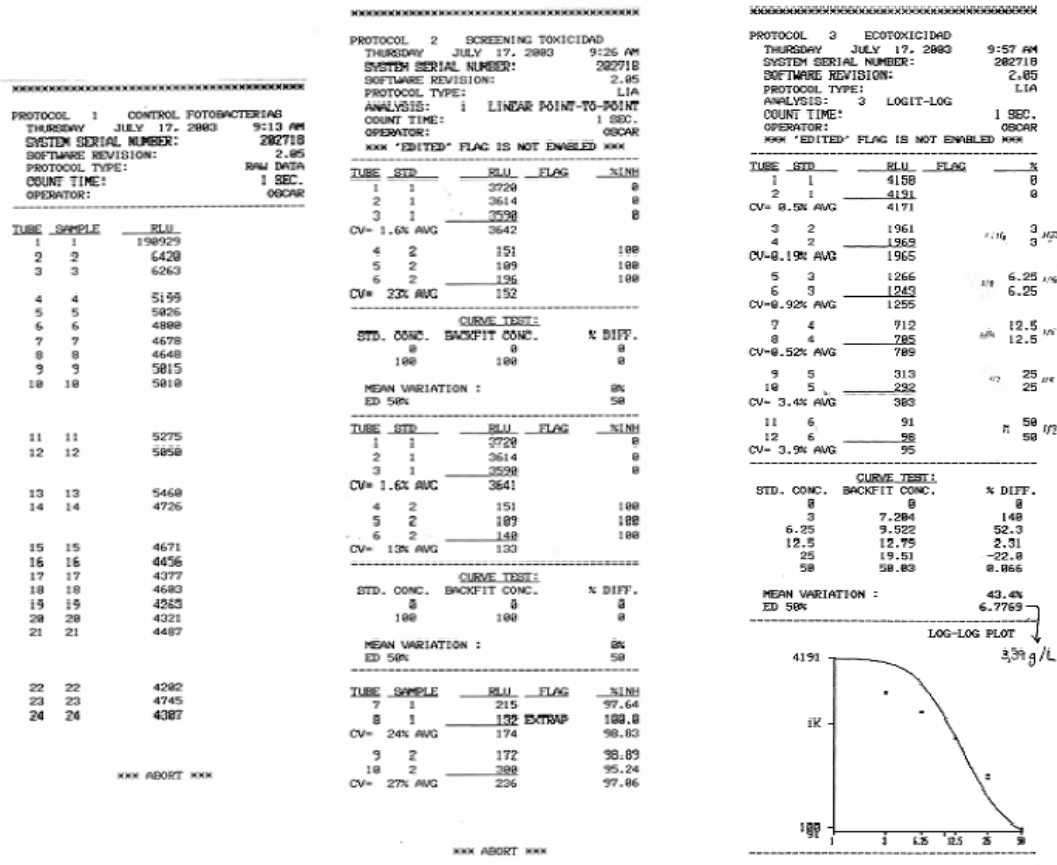 PROTOCOL 1 CONTROL FOTOBACTERIAS
THURSDAY JULY 17. 2003 9:13 AM
SYSTEM SERIAL NUMBER: 202718
SOFTWARE REVISION: 2.05
PROTOCOL TYPE: RAW DATA
COUNT TIME: 1 SEC.
OPERATOR: OSCAR
TUBE SAMPLE RLU
1 1 190929
2 2 6420
3 3 6263
4 4 5199
5 5 5026
6 6 4800
7 7 4678
8 8 4648
9 9 5015
10 10 5010
11 11 5275
12 12 5050
13 13 5460
14 14 4726
15 15 4671
16 16 4456
17 17 4377
18 18 4603
19 19 4263
20 20 4321
21 21 4487
22 22 4202
23 23 4745
24 24 4307
*** ABORT ***
PROTOCOL 2 SCREENING TOXICIDAD
THURSDAY JULY 17. 2003 9:26 AM
SYSTEM SERIAL NUMBER: 202718
SOFTWARE REVISION: 2.05
PROTOCOL TYPE: LIA
ANALYSIS: 1 LINEAR POINT-TO-POINT
COUNT TIME: 1 SEC.
OPERATOR: OSCAR
*** "EDITED" FLAG IS NOT ENABLED ***
TUBE STD RLU FLAG %INH
1 1 3720 0
2 1 3614 0
3 1 3590 0
CV= 1.6% AVG 3642
4 2 151 100
5 2 109 100
6 2 196 100
CV= 23% AVG 152
CURVE TEST:
STD. CONC. BACKFIT CONC. % DIFF.
0 0 0
100 100 0
MEAN VARIATION : 0%
ED 50% 50
TUBE STD RLU FLAG %INH
1 1 3720 0
2 1 3614 0
3 1 3590 0
CV= 1.6% AVG 3641
4 2 151 100
5 2 109 100
6 2 140 100
CV= 13% AVG 133
CURVE TEST:
STD. CONC. BACKFIT CONC. % DIFF.
0 0 0
100 100 0
MEAN VARIATION : 0%
ED 50% 50
TUBE SAMPLE RLU FLAG %INH
7 1 215 97.64
8 1 132 EXTRAP 100.0
CV= 24% AVG 174 98.83
9 2 172 98.89
10 2 300 95.24
CV= 27% AVG 236 97.06
*** ABORT ***
PROTOCOL 3 ECOTOXICIDAD
THURSDAY JULY 17. 2003 9:57 AM
SYSTEM SERIAL NUMBER: 202718
SOFTWARE REVISION: 2.05
PROTOCOL TYPE: LIA
ANALYSIS: 3 LOGIT-LOG
COUNT TIME: 1 SEC.
OPERATOR: OSCAR
*** "EDITED" FLAG IS NOT ENABLED ***
TUBE STD RLU FLAG %
1 1 4150 0
2 1 4191 0
CV= 0.5% AVG 4171
3 2 1961 3
4 2 1969 3
CV=0.19% AVG 1965
5 3 1266 6.25
6 3 1243 6.25
CV=0.92% AVG 1255
7 4 712 12.5
8 4 705 12.5
CV=0.52% AVG 709
9 5 313 25
10 5 292 25
CV= 3.4% AVG 303
11 6 91 50
12 6 98 50
CV= 3.9% AVG 95
CURVE TEST:
STD. CONC. BACKFIT CONC. % DIFF.
0 0 0
3 7.204 140
6.25 9.522 52.3
12.5 12.79 2.31
25 19.51 -22.0
50 50.03 0.066
MEAN VARIATION : 43.4%
ED 50% 6.7769
LOG-LOG PLOT
3,39 g/L
4191
1K
100
91
1 3 6.25 12.5 25 50